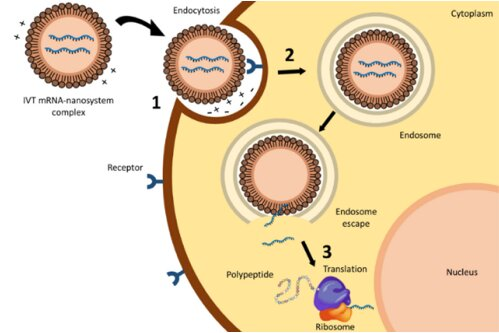 Endocytosis
Cytoplasm
2
1
IVT mRNA-nanosystem
complex
Endosome
Receptor
Endosome
escape
3
Translation
Polypeptide
Nucleus
Ribosome